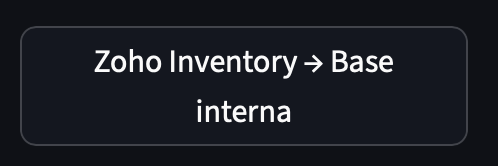 Zoho Inventory → Base
interna